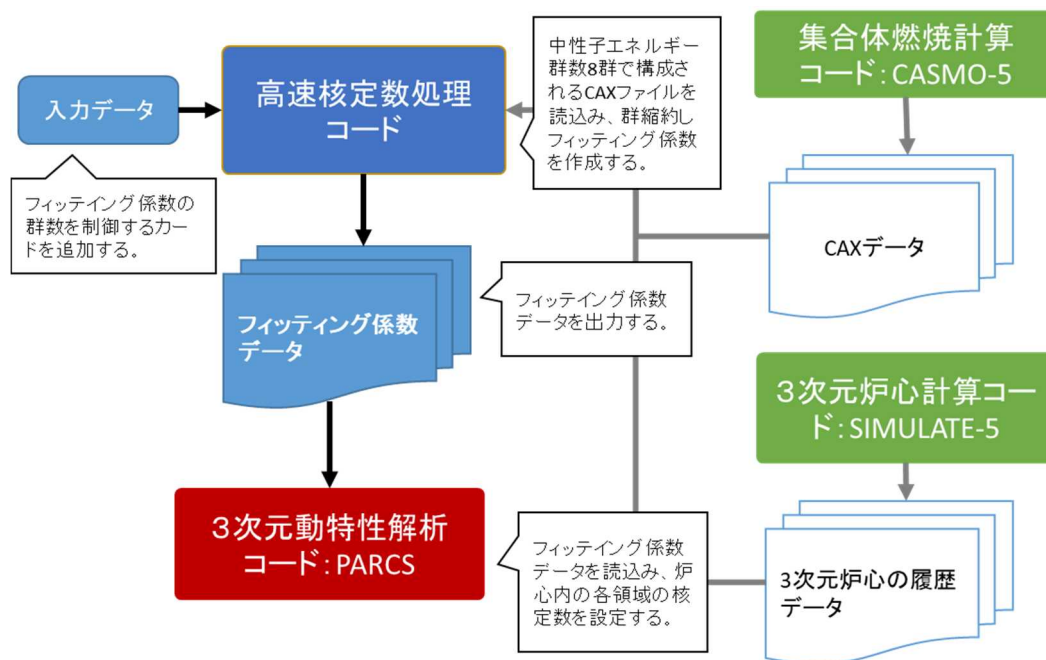 入力データ
高速核定数処理
コード
中性子エネルギー
群数8群で構成さ
れるCAXファイルを
読込み、群縮約し
フィッティング係数
を作成する。
集合体燃焼計算
コード：CASMO-5
フィッテイング係数の
群数を制御するカー
ドを追加する。
CAXデータ
フィッティング係数
データ
フィッテイング係数
データを出力する。
3次元炉心計算コー
ド：SIMULATE-5
3次元動特性解析
コード：PARCS
フィッテイング係数
データを読込み、炉
心内の各領域の核
定数を設定する。
3次元炉心の履歴
データ